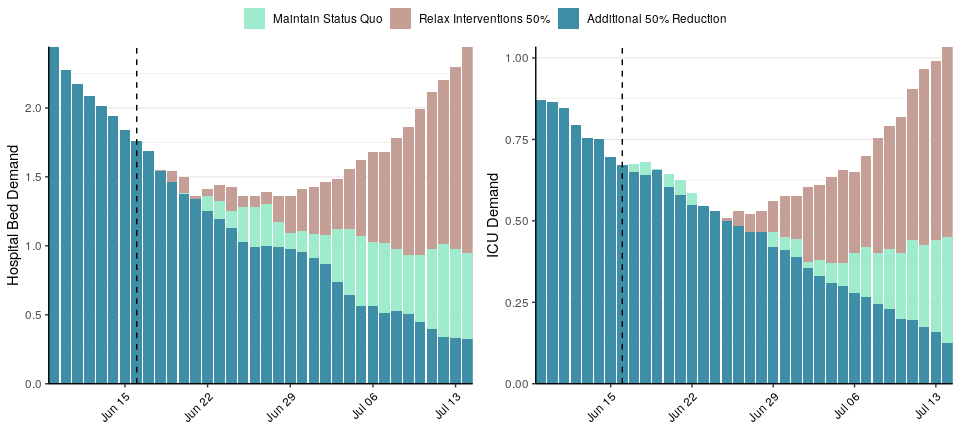 Maintain Status Quo Relax Interventions 50% Additional 50% Reduction
Hospital Bed Demand
2.0
1.5
1.0
0.5
0.0
Jun 15 Jun 22 Jun 29 Jul 06 Jul 13
ICU Demand
1.00
0.75
0.50
0.25
0.00
Jun 15 Jun 22 Jun 29 Jul 06 Jul 13